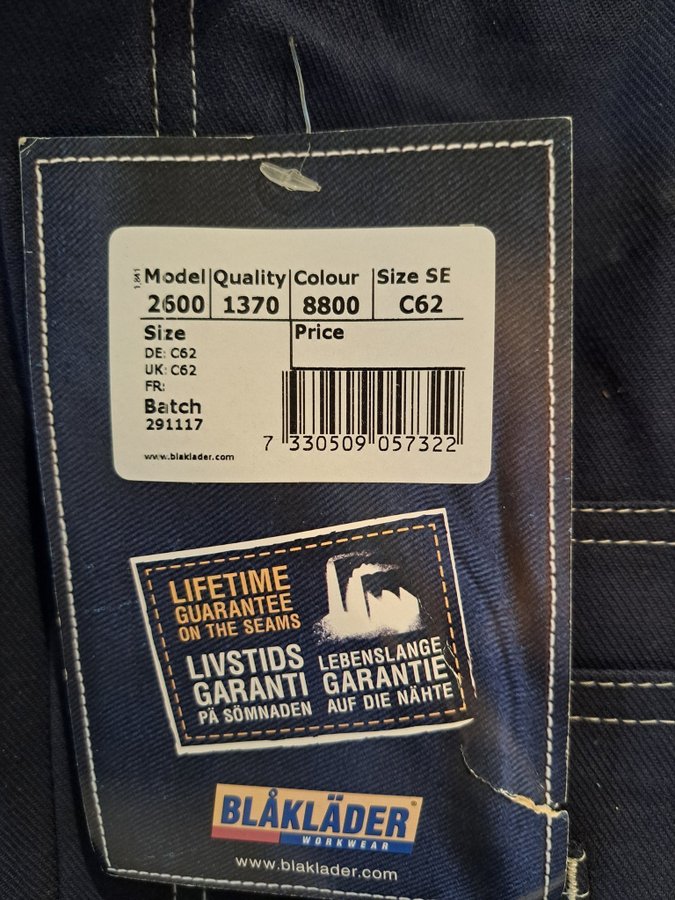 1,841
Model Quality Colour Size SE
2600 1370 8800 C62
Size Price
DE: C62
UK: C62
FR:
Batch
291117
7 330509 057322
www.blaklader.com
LIFETIME
GUARANTEE
ON THE SEAMS
LIVSTIDS
GARANTI
PÅ SÖMNADEN
LEBENSLANGE
GARANTIE
AUF DIE NÄHTE
BLÅKLÄDER®
WORKWEAR
www.blaklader.com